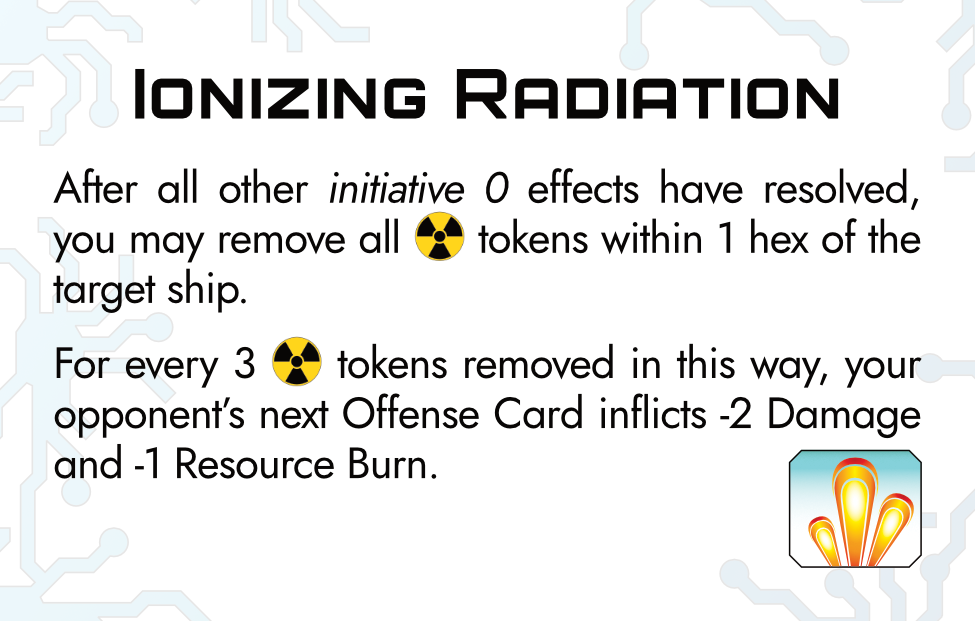 Ionizing Radiation
After all other initiative 0 effects have resolved,
you may remove all ☢ tokens within 1 hex of the
target ship.
For every 3 ☢ tokens removed in this way, your
opponent’s next Offense Card inflicts -2 Damage
and -1 Resource Burn.